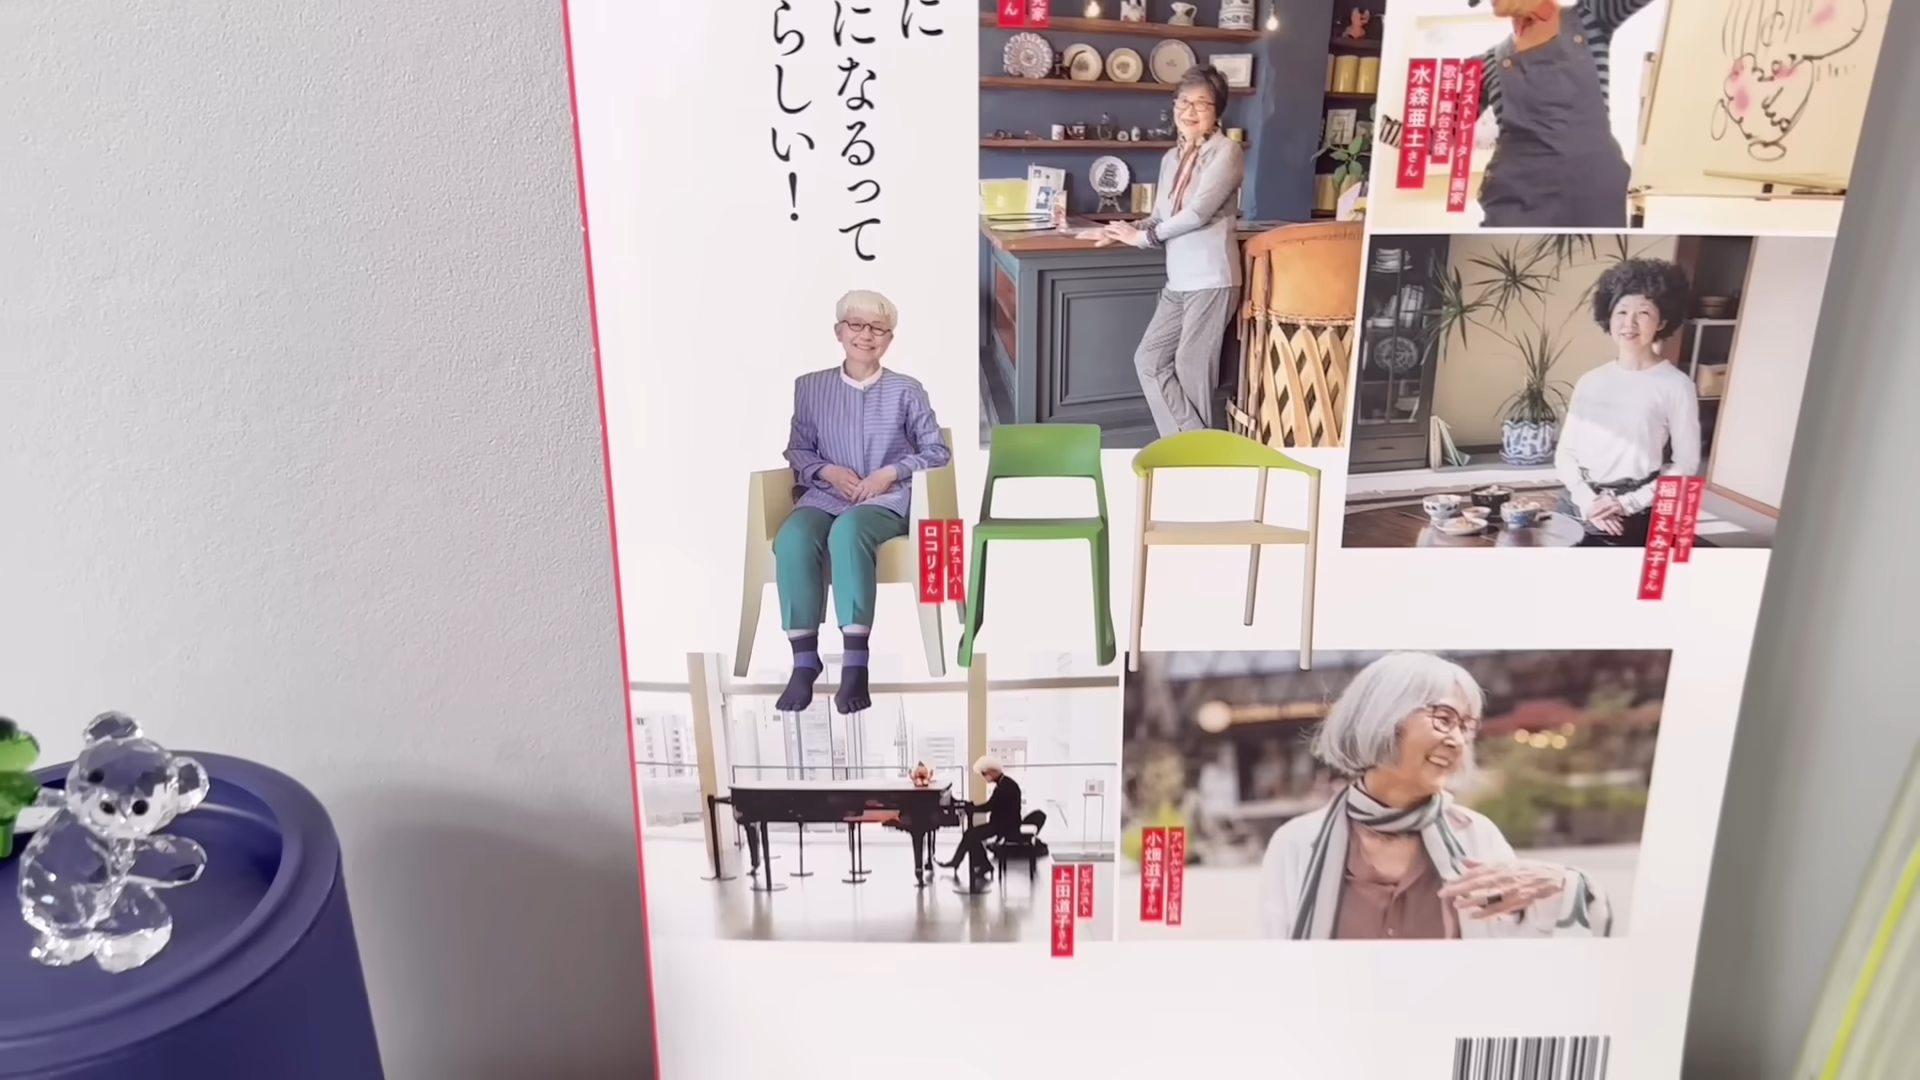 に
になるって
らしい！
ん
究家
イラストレーター・画家
歌手・舞台女優
水森亜土さん
フリーランサー
稲垣えみ子さん
ユーチューバー
ロコリさん
ピアニスト
上田道子さん
アパレルショップ店員
小畑滋子さん